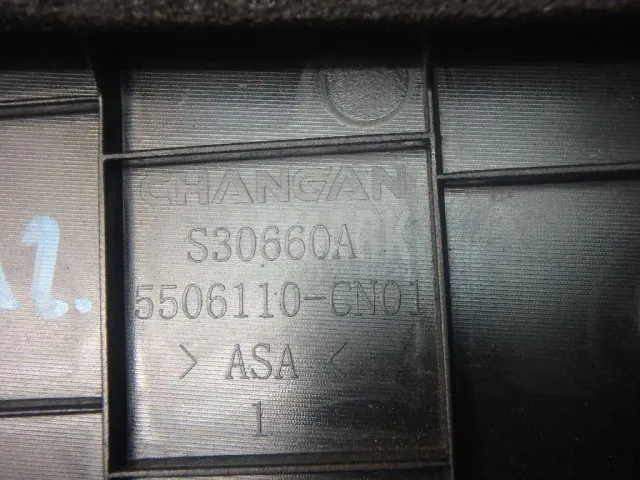 CHANGAN
S30660A
5506110-CN01
> ASA <
1